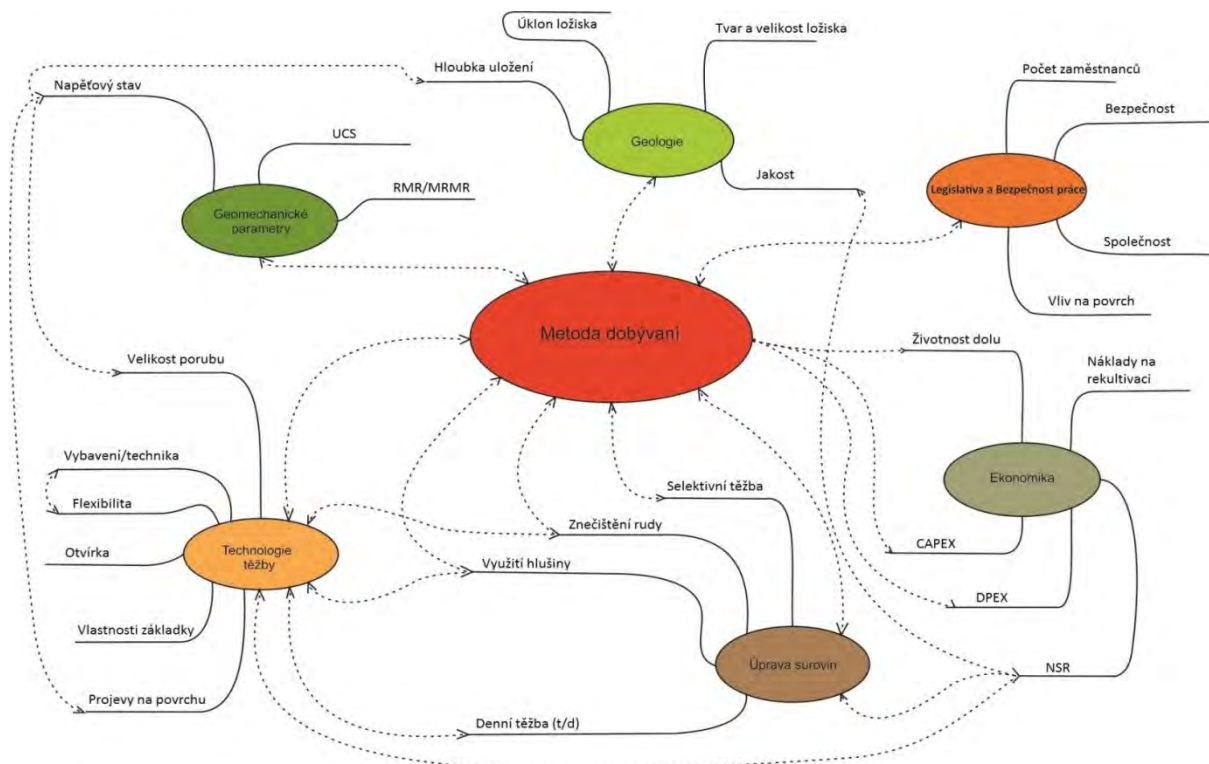 Úklon ložiska
Tvar a velikost ložiska
Hloubka uložení
Napěťový stav
Počet zaměstnanců
Bezpečnost
UCS
Geologie
RMR/MRMR
Jakost
Legislativa a Bezpečnost práce
Geomechanické
parametry
Společnost
Vliv na povrch
Metoda dobývaní
Životnost dolu
Velikost porubu
Náklady na
rekultivaci
Vybavení/technika
Selektivní těžba
Ekonomika
Flexibilita
Znečištění rudy
Otvírka
Technologie
těžby
CAPEX
Využití hlušiny
DPEX
Vlastnosti základky
Úprava surovin
NSR
Projevy na povrchu
Denní těžba (t/d)